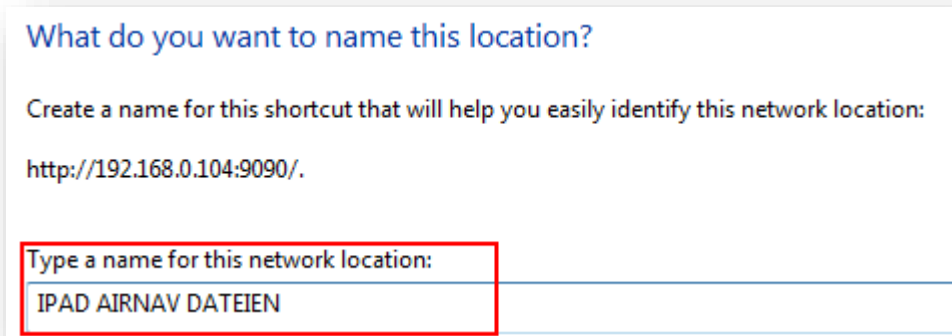 What do you want to name this location?
Create a name for this shortcut that will help you easily identify this network location:
http://192.168.0.104:9090/.
Type a name for this network location:
IPAD AIRNAV DATEIEN